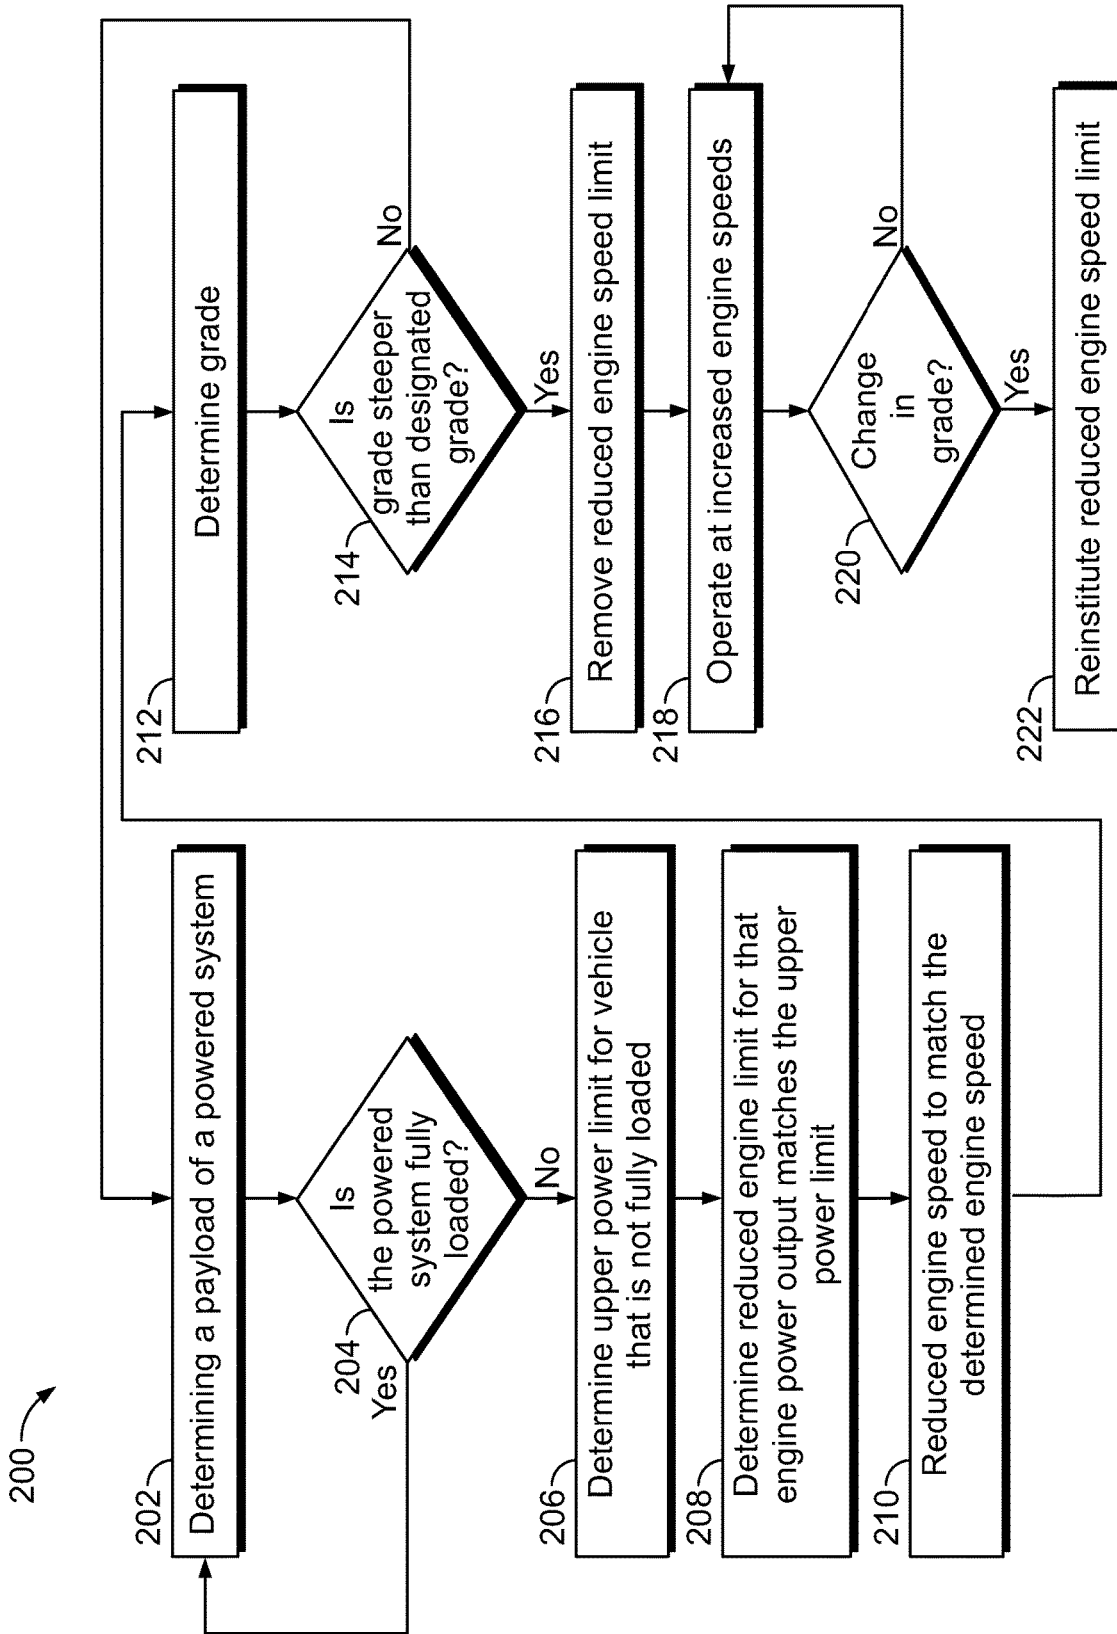 200
202
Determining a payload of a powered system
204
Is
the powered
system fully
loaded?
Yes
No
206
Determine upper power limit for vehicle
that is not fully loaded
208
Determine reduced engine limit for that
engine power output matches the upper
power limit
210
Reduced engine speed to match the
determined engine speed
212
Determine grade
214
Is
grade steeper
than designated
grade?
No
Yes
216
Remove reduced engine speed limit
218
Operate at increased engine speeds
220
Change
in
grade?
No
Yes
222
Reinstitute reduced engine speed limit